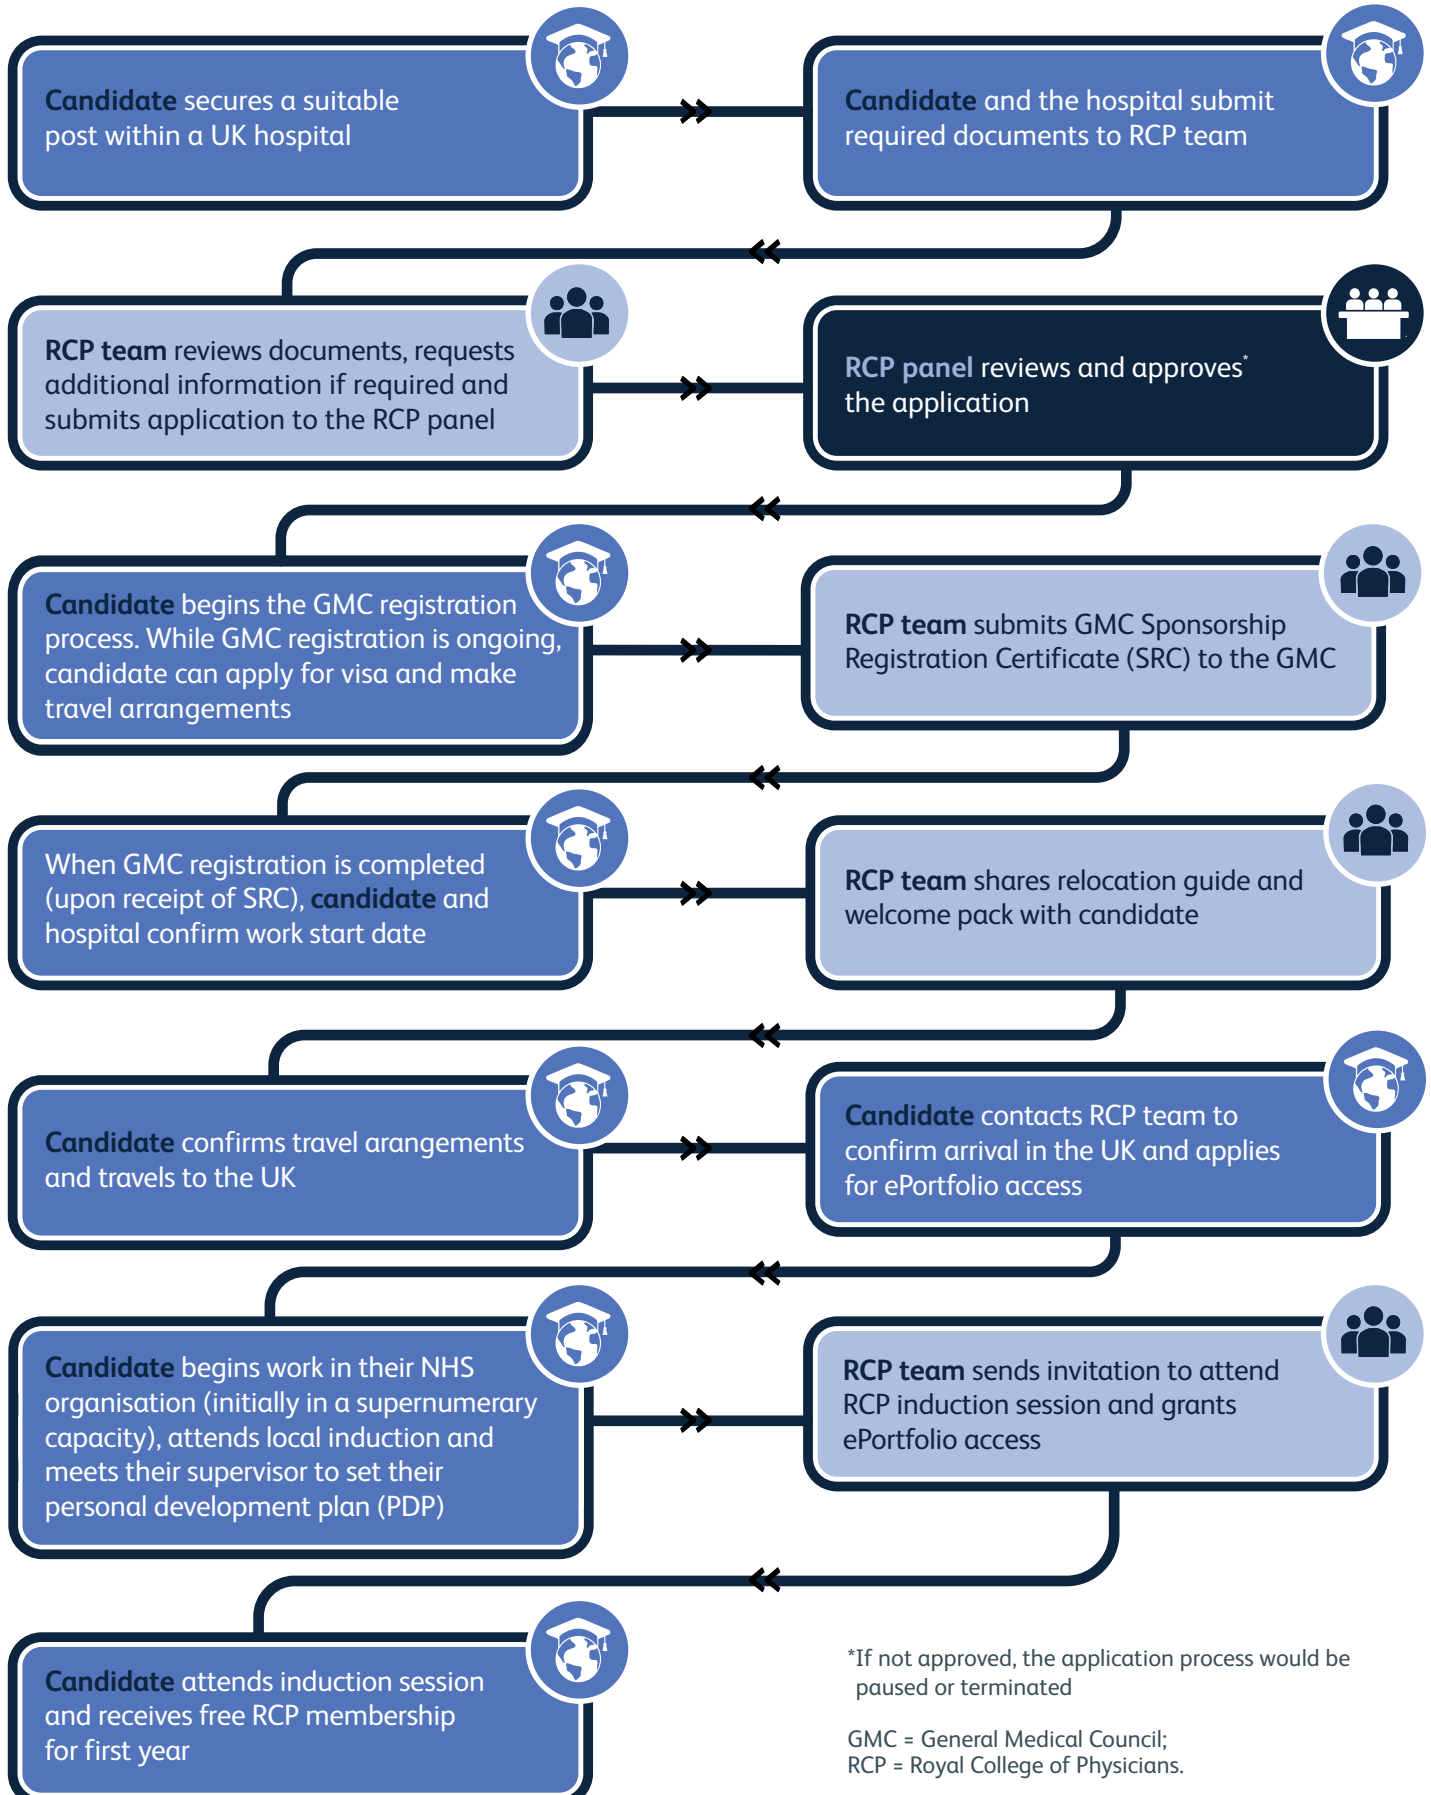 Candidate secures a suitable
post within a UK hospital
Candidate and the hospital submit
required documents to RCP team
RCP team reviews documents, requests
additional information if required and
submits application to the RCP panel
RCP panel reviews and approves*
the application
Candidate begins the GMC registration
process. While GMC registration is ongoing,
candidate can apply for visa and make
travel arrangements
RCP team submits GMC Sponsorship
Registration Certificate (SRC) to the GMC
When GMC registration is completed
(upon receipt of SRC), candidate and
hospital confirm work start date
RCP team shares relocation guide and
welcome pack with candidate
Candidate confirms travel arangements
and travels to the UK
Candidate contacts RCP team to
confirm arrival in the UK and applies
for ePortfolio access
Candidate begins work in their NHS
organisation (initially in a supernumerary
capacity), attends local induction and
meets their supervisor to set their
personal development plan (PDP)
RCP team sends invitation to attend
RCP induction session and grants
ePortfolio access
Candidate attends induction session
and receives free RCP membership
for first year
*If not approved, the application process would be
paused or terminated
GMC = General Medical Council;
RCP = Royal College of Physicians.